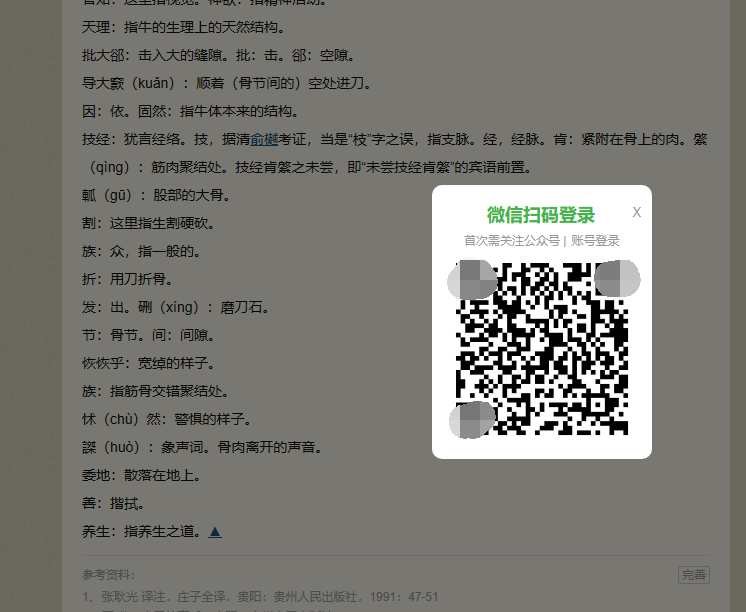 天理：指牛的生理上的天然结构。
批大郤：击入大的缝隙。批：击。郤：空隙。
导大窾（kuǎn）：顺着（骨节间的）空处进刀。
因：依。固然：指牛体本来的结构。
技经：犹言经络。技，据清俞樾考证，当是“枝”字之误，指支脉。经，经脉。肯：紧附在骨上的肉。綮
（qìng）：筋肉聚结处。技经肯綮之未尝，即“未尝技经肯綮”的宾语前置。
軱（gū）：股部的大骨。
割：这里指生割硬砍。
族：众，指一般的。
折：用刀折骨。
发：出。硎（xíng）：磨刀石。
节：骨节。间：间隙。
恢恢乎：宽绰的样子。
族：指筋骨交错聚结处。
怵（chù）然：警惧的样子。
謋（huò）：象声词。骨肉离开的声音。
委地：散落在地上。
善：揩拭。
养生：指养生之道。▲
参考资料：
完善
1、张耿光 译注．庄子全译．贵阳：贵州人民出版社，1991：47-51
微信扫码登录
X
首次需关注公众号 | 账号登录